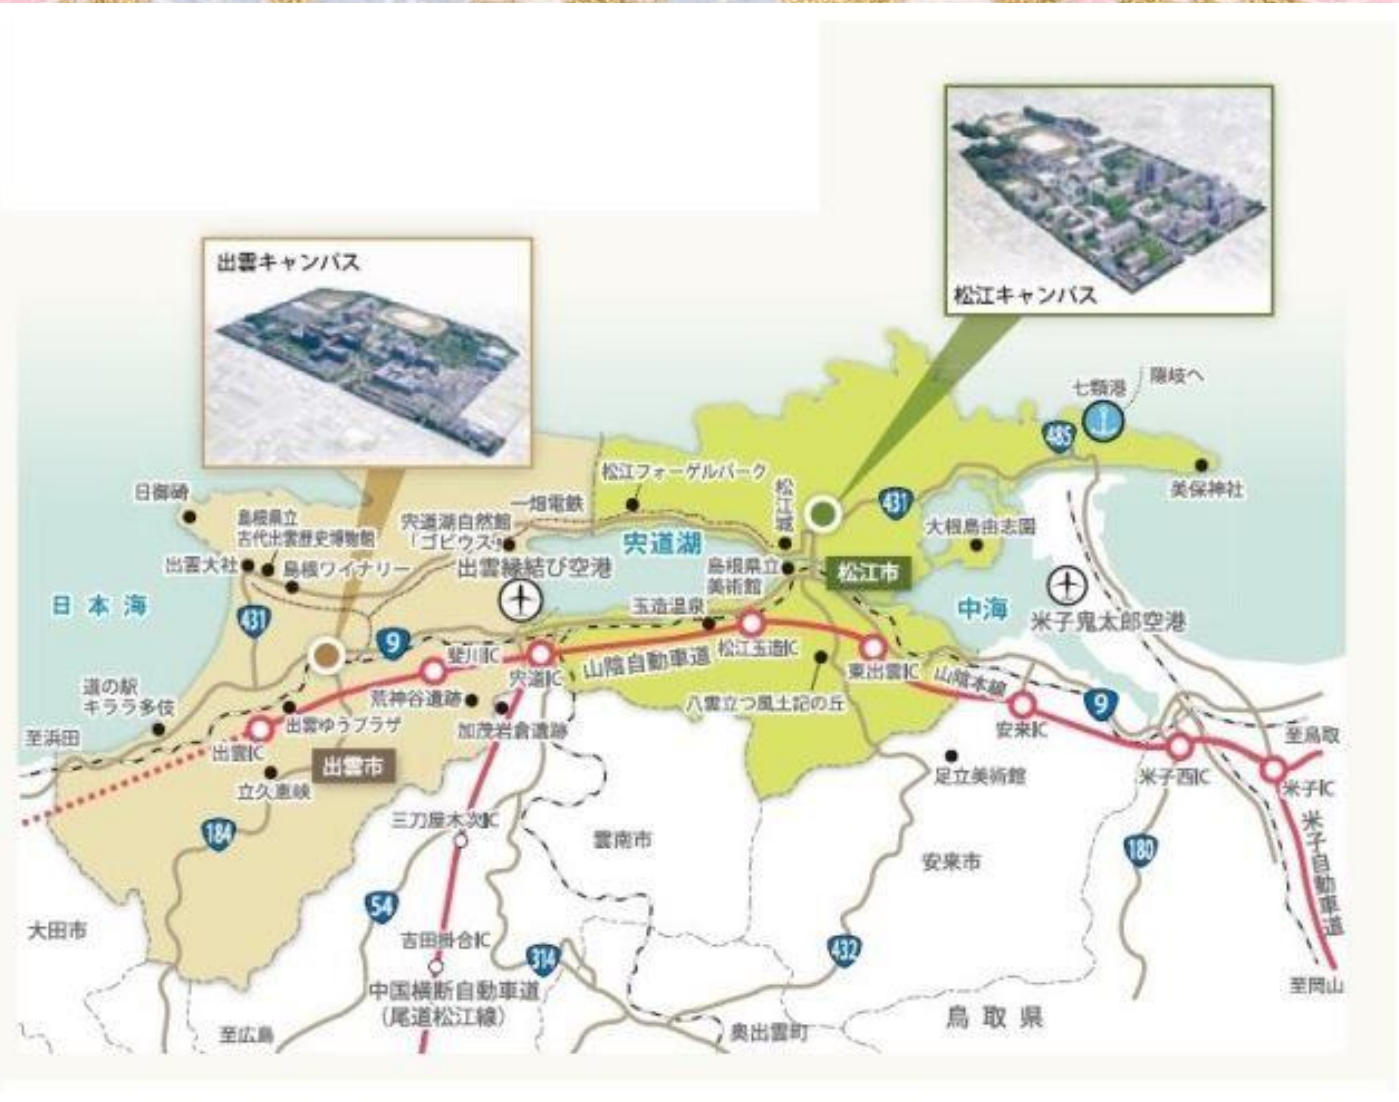 松江キャンパス
出雲キャンパス
隠岐へ
七類港
485
美保神社
松江フォーゲルパーク
松江城
431
日御碕
一畑電鉄
島根県立
古代出雲歴史博物館
宍道湖自然館
「ゴビウス」
宍道湖
大根島由志園
出雲大社
島根ワイナリー
出雲縁結び空港
島根県立
美術館
松江市
日本海
玉造温泉
中海
米子鬼太郎空港
431
9
斐川IC
宍道IC
山陰自動車道
松江玉造IC
東出雲IC
山陰本線
道の駅
キララ多伎
荒神谷遺跡
八雲立つ風土記の丘
安来IC
9
至浜田
出雲ゆうプラザ
加茂岩倉遺跡
至鳥取
出雲IC
出雲市
足立美術館
米子西IC
米子IC
立久恵峡
三刀屋木次IC
184
雲南市
安来市
180
米子自動車道
54
大田市
吉田掛合IC
314
432
中国横断自動車道
（尾道松江線）
至岡山
至広島
奥出雲町
鳥取県